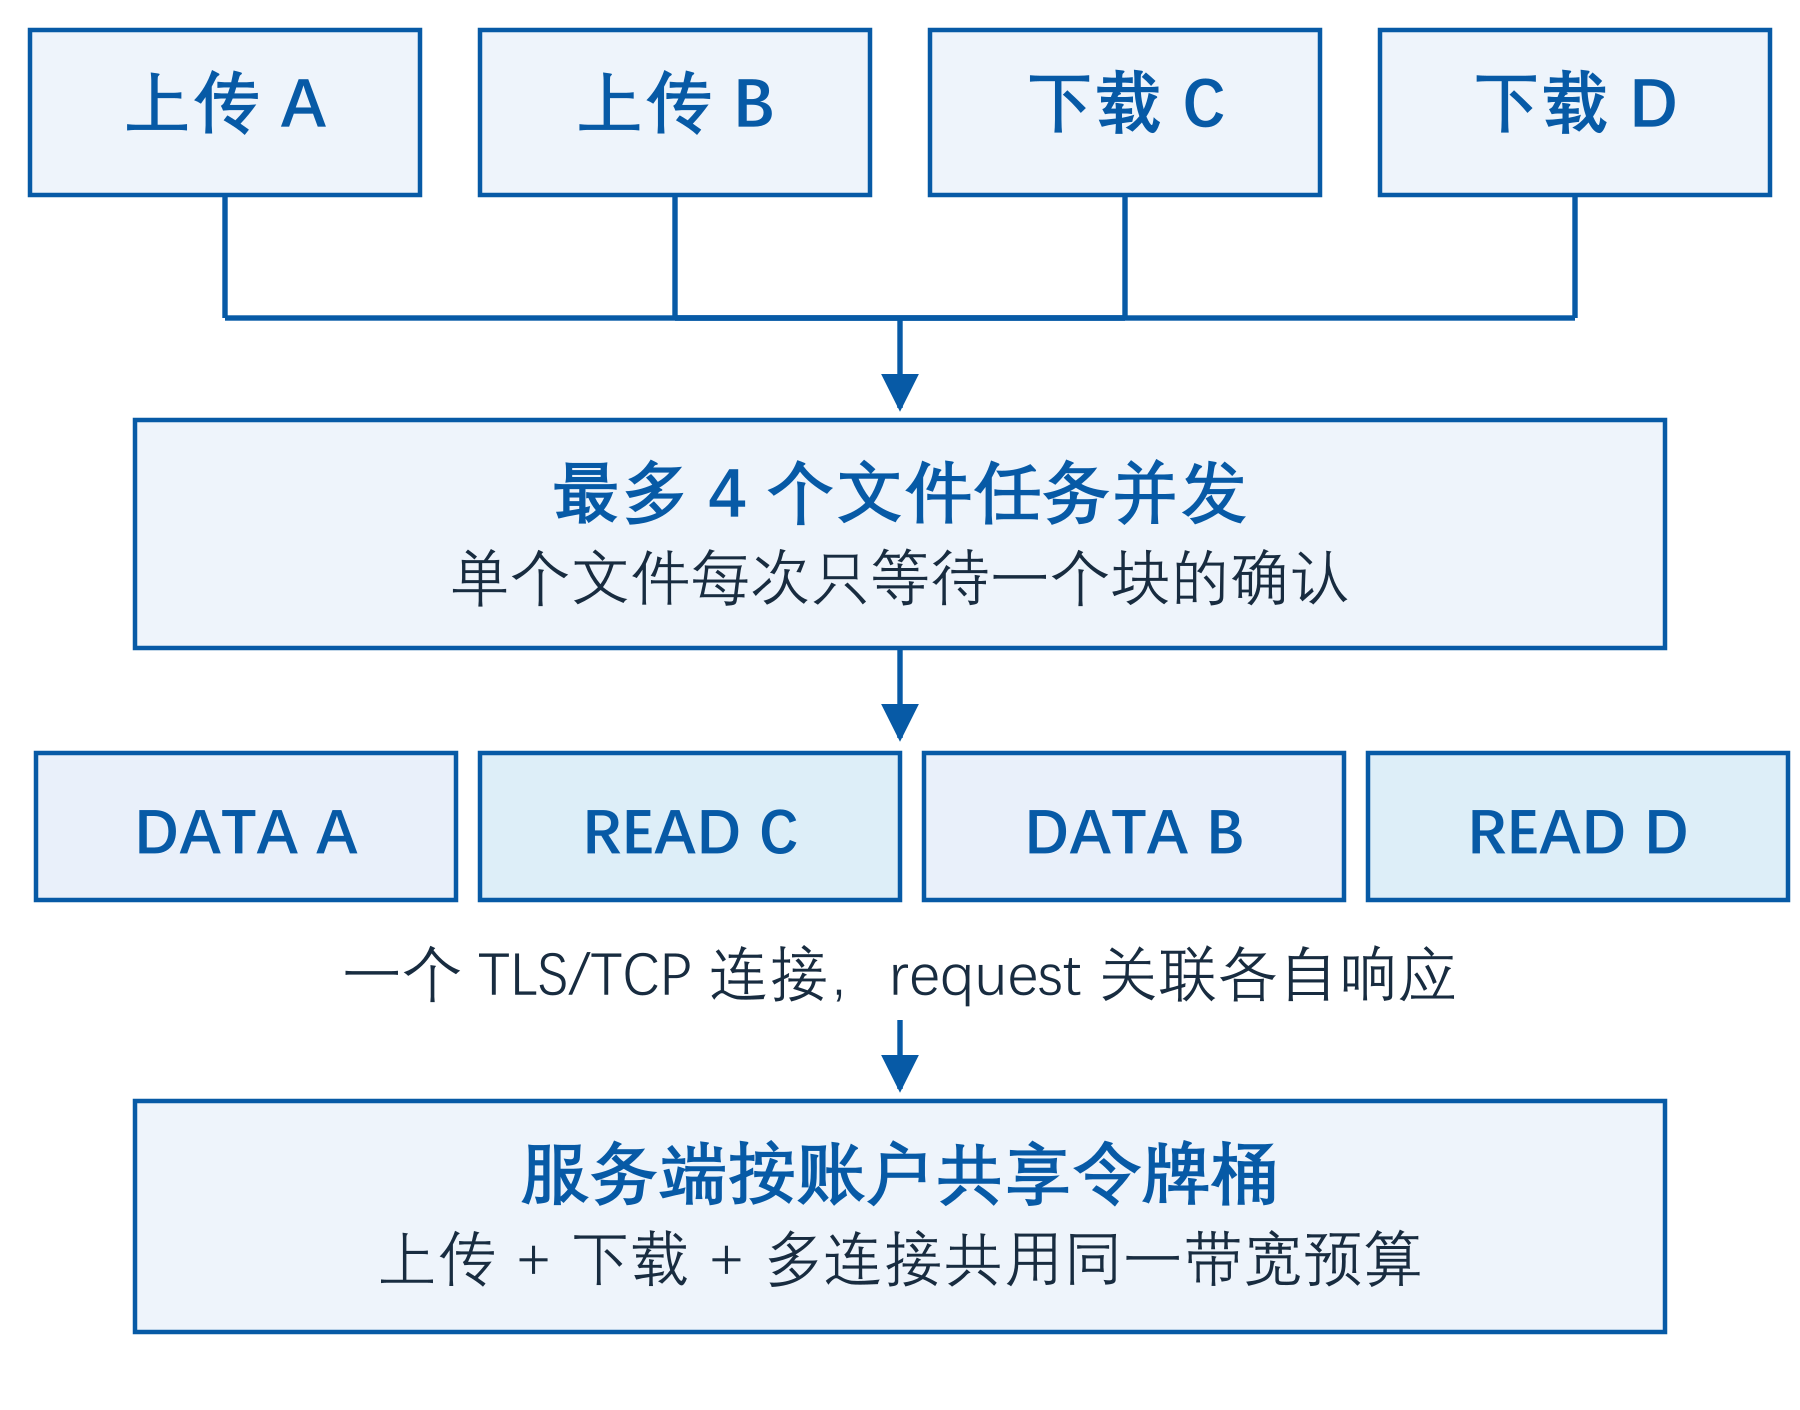 上传 A
上传 B
下载 C
下载 D
最多 4 个文件任务并发
单个文件每次只等待一个块的确认
DATA A
READ C
DATA B
READ D
一个 TLS/TCP 连接，request 关联各自响应
服务端按账户共享令牌桶
上传 + 下载 + 多连接共用同一带宽预算